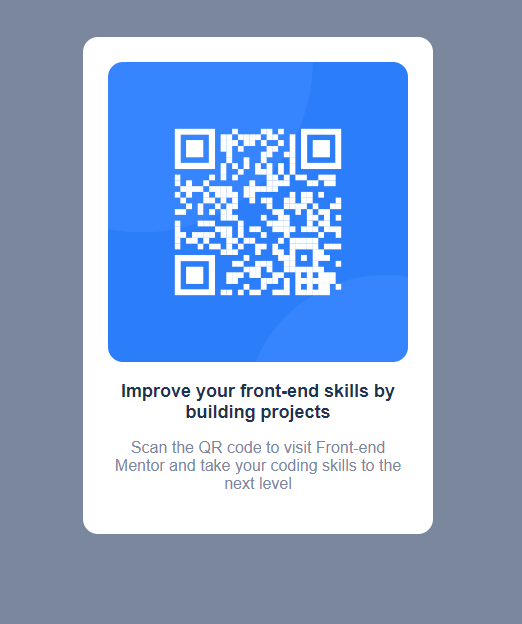 Improve your front-end skills by
building projects
Scan the QR code to visit Front-end
Mentor and take your coding skills to the
next level